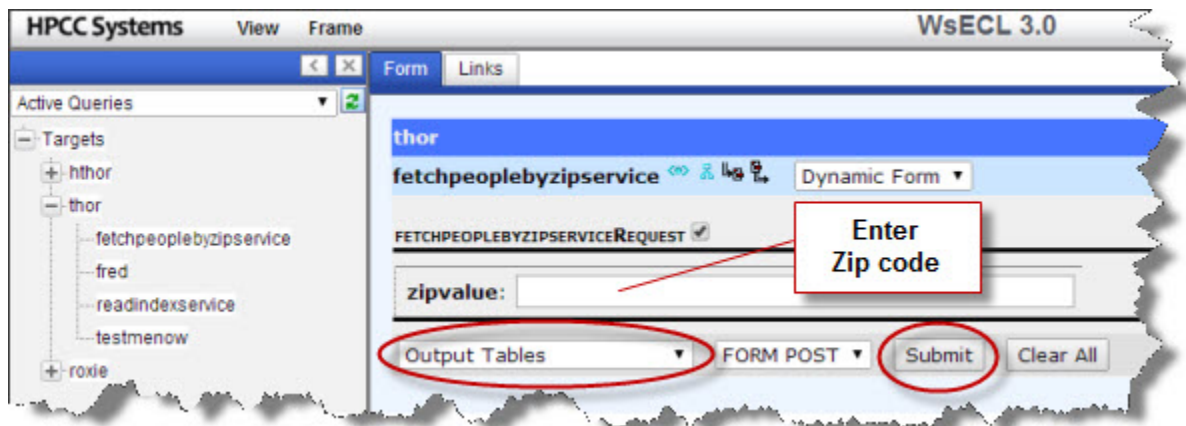 HPCC Systems View Frame WsECL 3.0
Form Links
Active Queries
Targets
hthor
thor
fetchpeoplebyzipservice
fred
readindexservice
testmenow
roxie
thor
fetchpeoplebyzipservice Dynamic Form
FETCHPEOPLEBYZIPSERVICEREQUEST
Enter
Zip code
zipvalue:
Output Tables FORM POST Submit Clear All